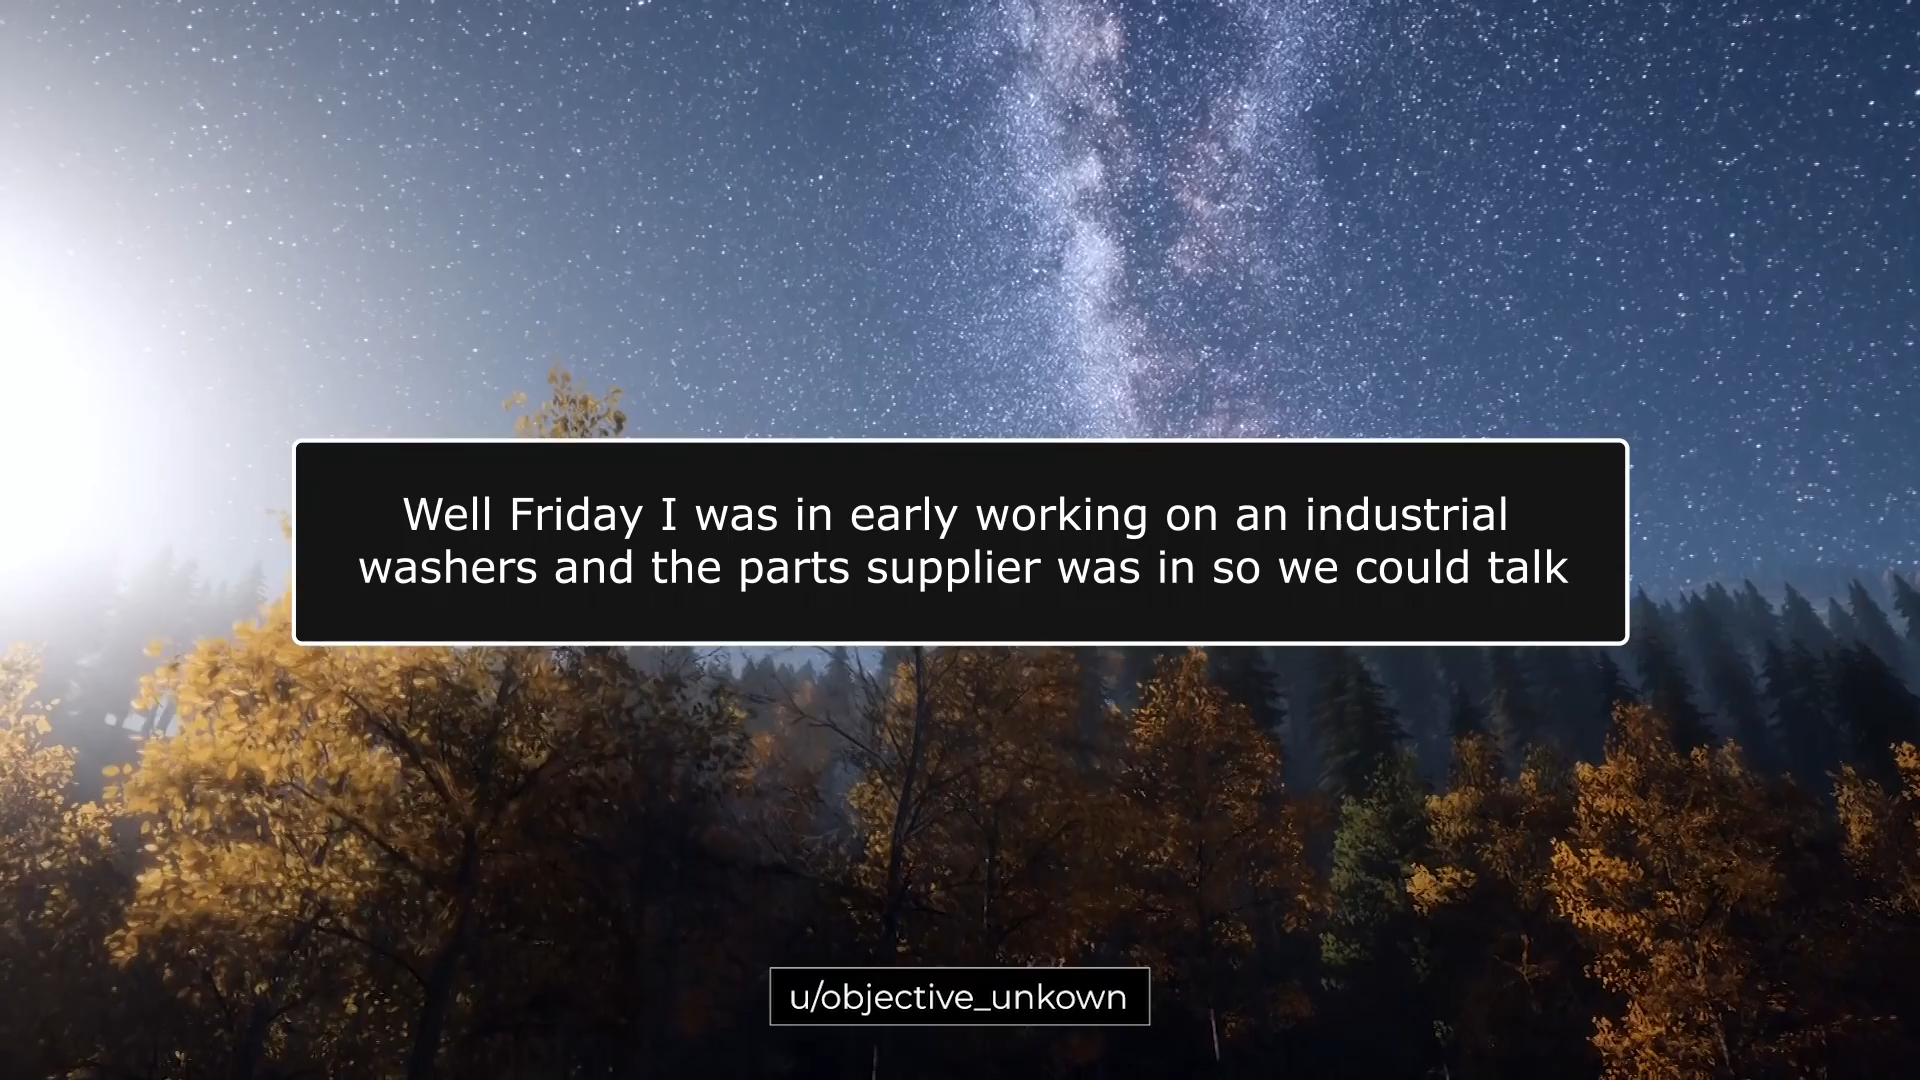 Well Friday I was in early working on an industrial
washers and the parts supplier was in so we could talk
u/objective_unkown